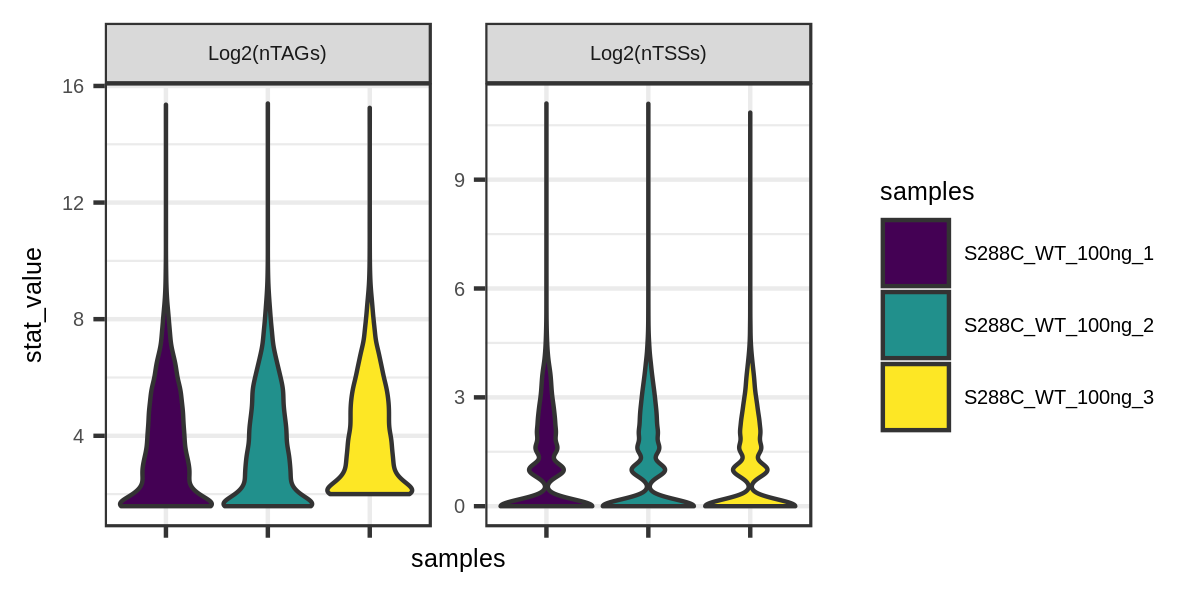 Log2(nTAGs)
Log2(nTSSs)
16
12
8
4
9
6
3
0
stat_value
samples
samples
S288C_WT_100ng_1
S288C_WT_100ng_2
S288C_WT_100ng_3